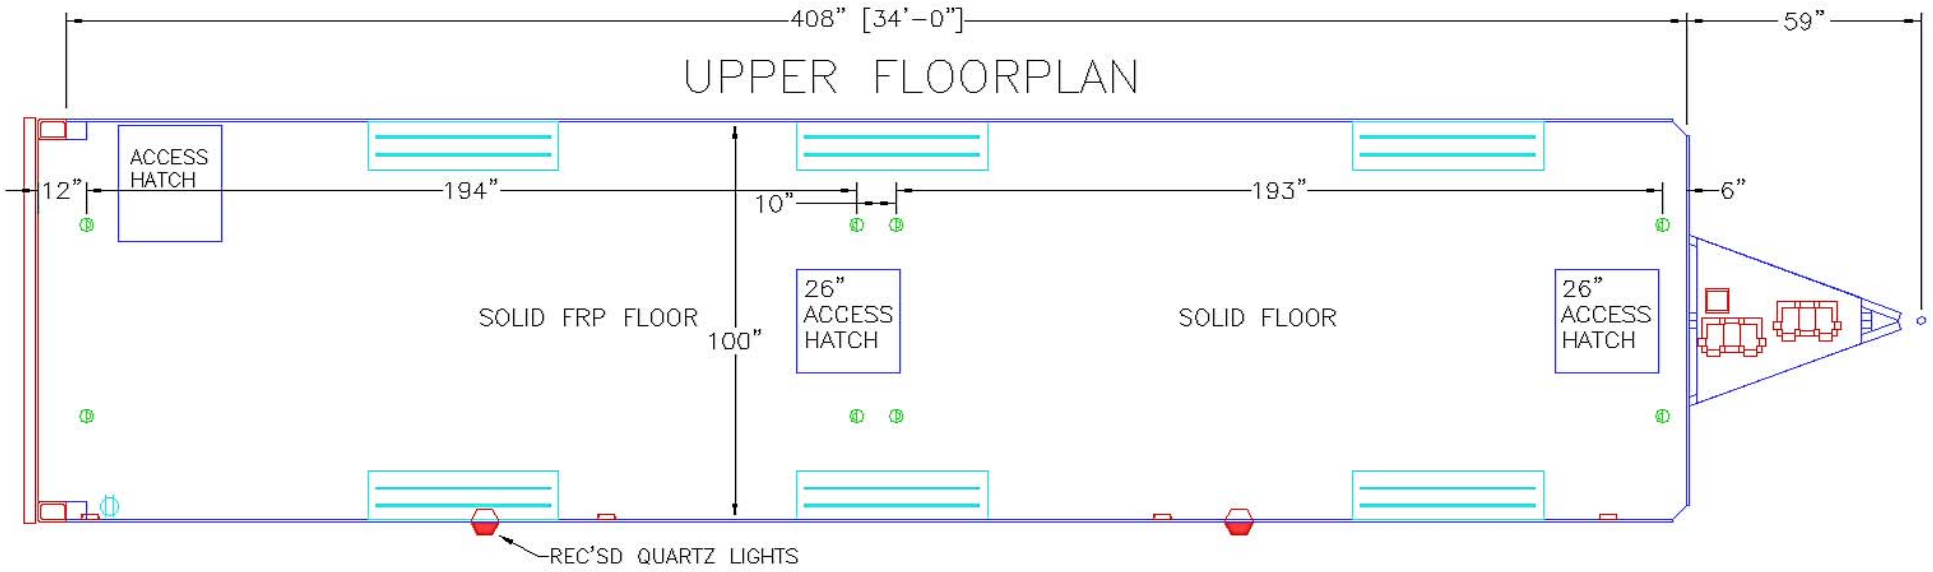 408” [34'-0”]
59”
UPPER FLOORPLAN
ACCESS
HATCH
12”
194”
10”
193”
6”
26”
ACCESS
HATCH
26”
ACCESS
HATCH
SOLID FRP FLOOR
100”
SOLID FLOOR
REC'SD QUARTZ LIGHTS